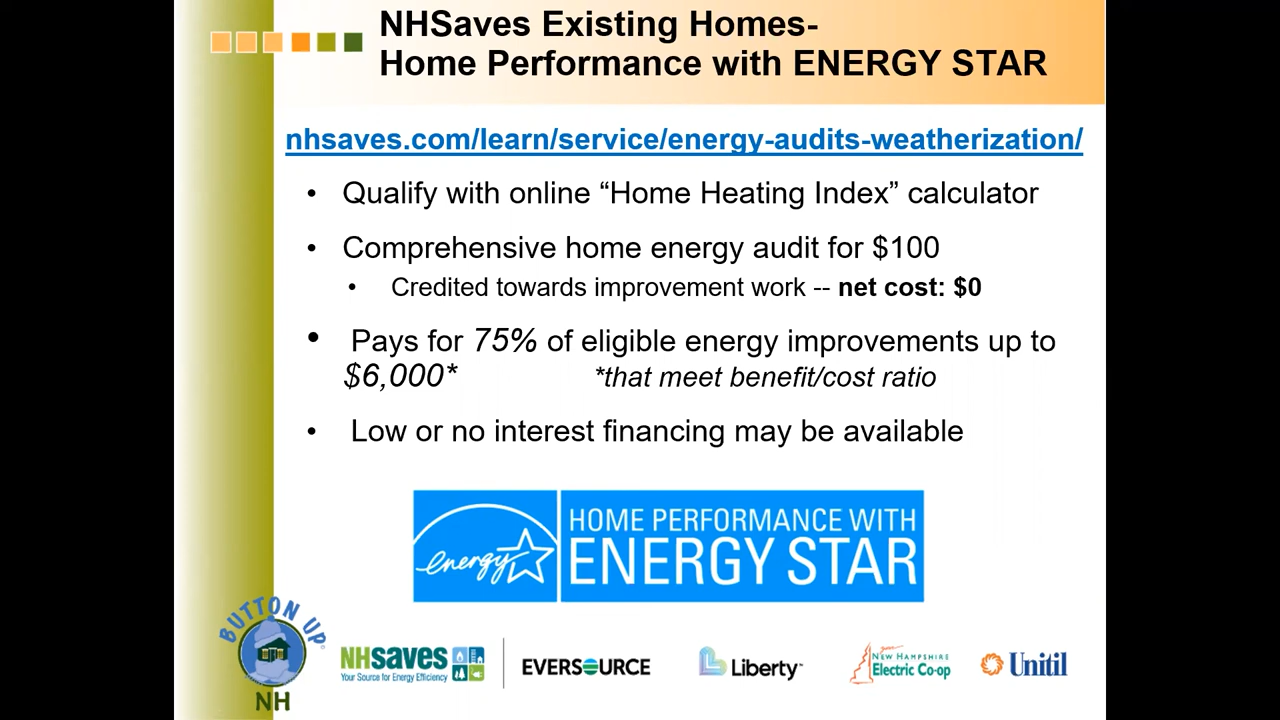 NHSaves Existing Homes-
Home Performance with ENERGY STAR
nhsaves.com/learn/service/energy-audits-weatherization/
• Qualify with online “Home Heating Index” calculator
• Comprehensive home energy audit for $100
• Credited towards improvement work -- net cost: $0
• Pays for 75% of eligible energy improvements up to
$6,000* *that meet benefit/cost ratio
• Low or no interest financing may be available
energy
HOME PERFORMANCE WITH
ENERGY STAR
BUTTON UP
NH
NHsaves
Your Source for Energy Efficiency
EVERSOURCE
Liberty
New Hampshire
Electric Co-op
Unitil